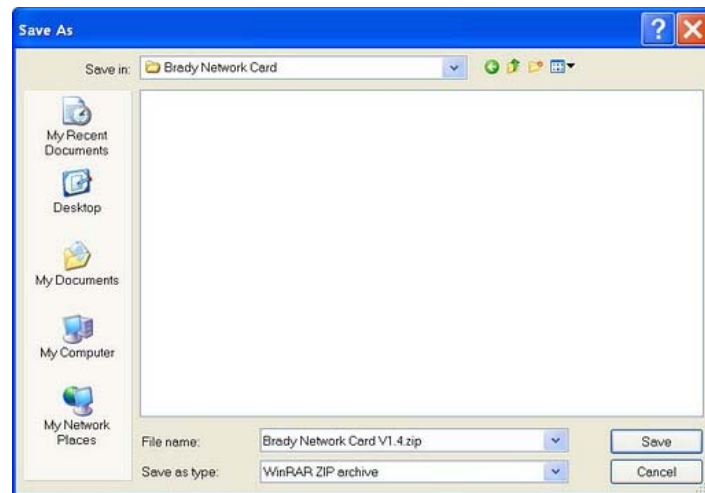 Save As
Save in:
Brady Network Card
My Recent
Documents
Desktop
My Documents
My Computer
My Network
Places
File name:
Brady Network Card V1.4.zip
Save
Save as type:
WinRAR ZIP archive
Cancel